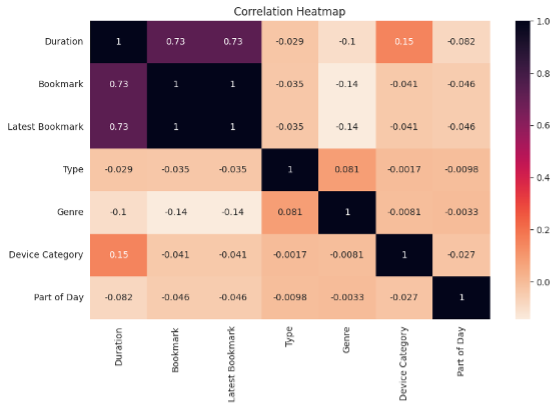 Correlation Heatmap
Duration 1 0.73 0.73 -0.029 -0.1 0.15 -0.082
Bookmark 0.73 1 1 -0.035 -0.14 -0.041 -0.046
Latest Bookmark 0.73 1 1 -0.035 -0.14 -0.041 -0.046
Type -0.029 -0.035 -0.035 1 0.081 -0.0017 -0.0098
Genre -0.1 -0.14 -0.14 0.081 1 -0.0081 -0.0033
Device Category 0.15 -0.041 -0.041 -0.0017 -0.0081 1 -0.027
Part of Day -0.082 -0.046 -0.046 -0.0098 -0.0033 -0.027 1
Duration
Bookmark
Latest Bookmark
Type
Genre
Device Category
Part of Day
1.0
0.8
0.6
0.4
0.2
0.0